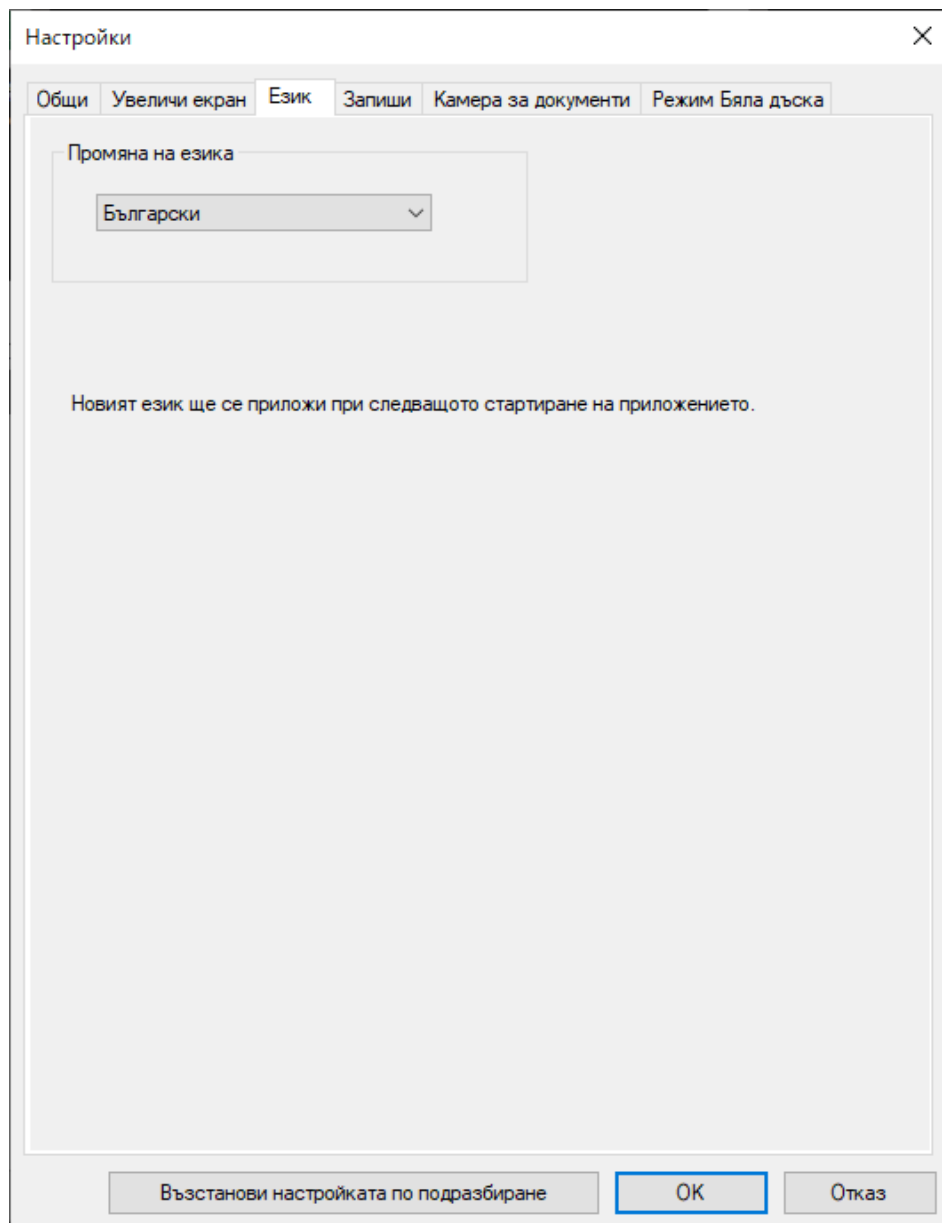 Настройки
Общи Увеличи екран Език Запиши Камера за документи Режим Бяла дъска
Промяна на езика
Български
Новият език ще се приложи при следващото стартиране на приложението.
Възстанови настройката по подразбиране OK Отказ